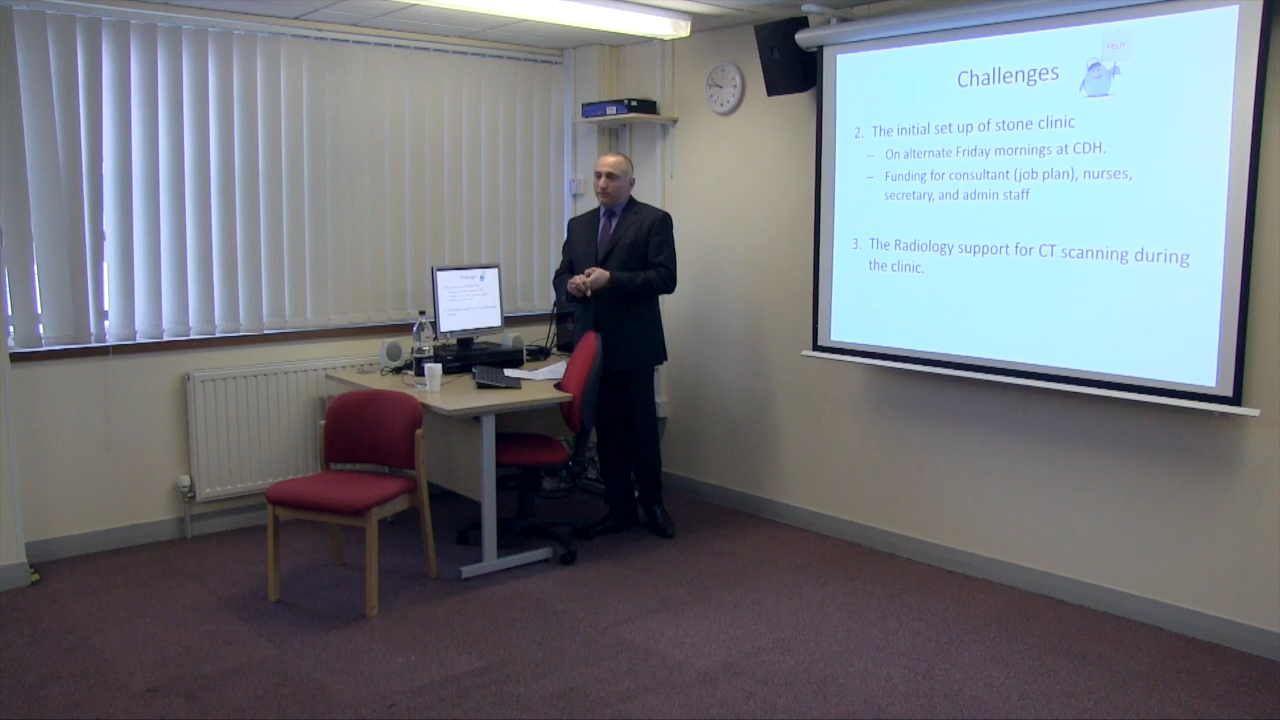 HELP!
Challenges
2. The initial set up of stone clinic
– On alternate Friday mornings at CDH.
– Funding for consultant (job plan), nurses,
secretary, and admin staff
3. The Radiology support for CT scanning during
the clinic.
Challenges